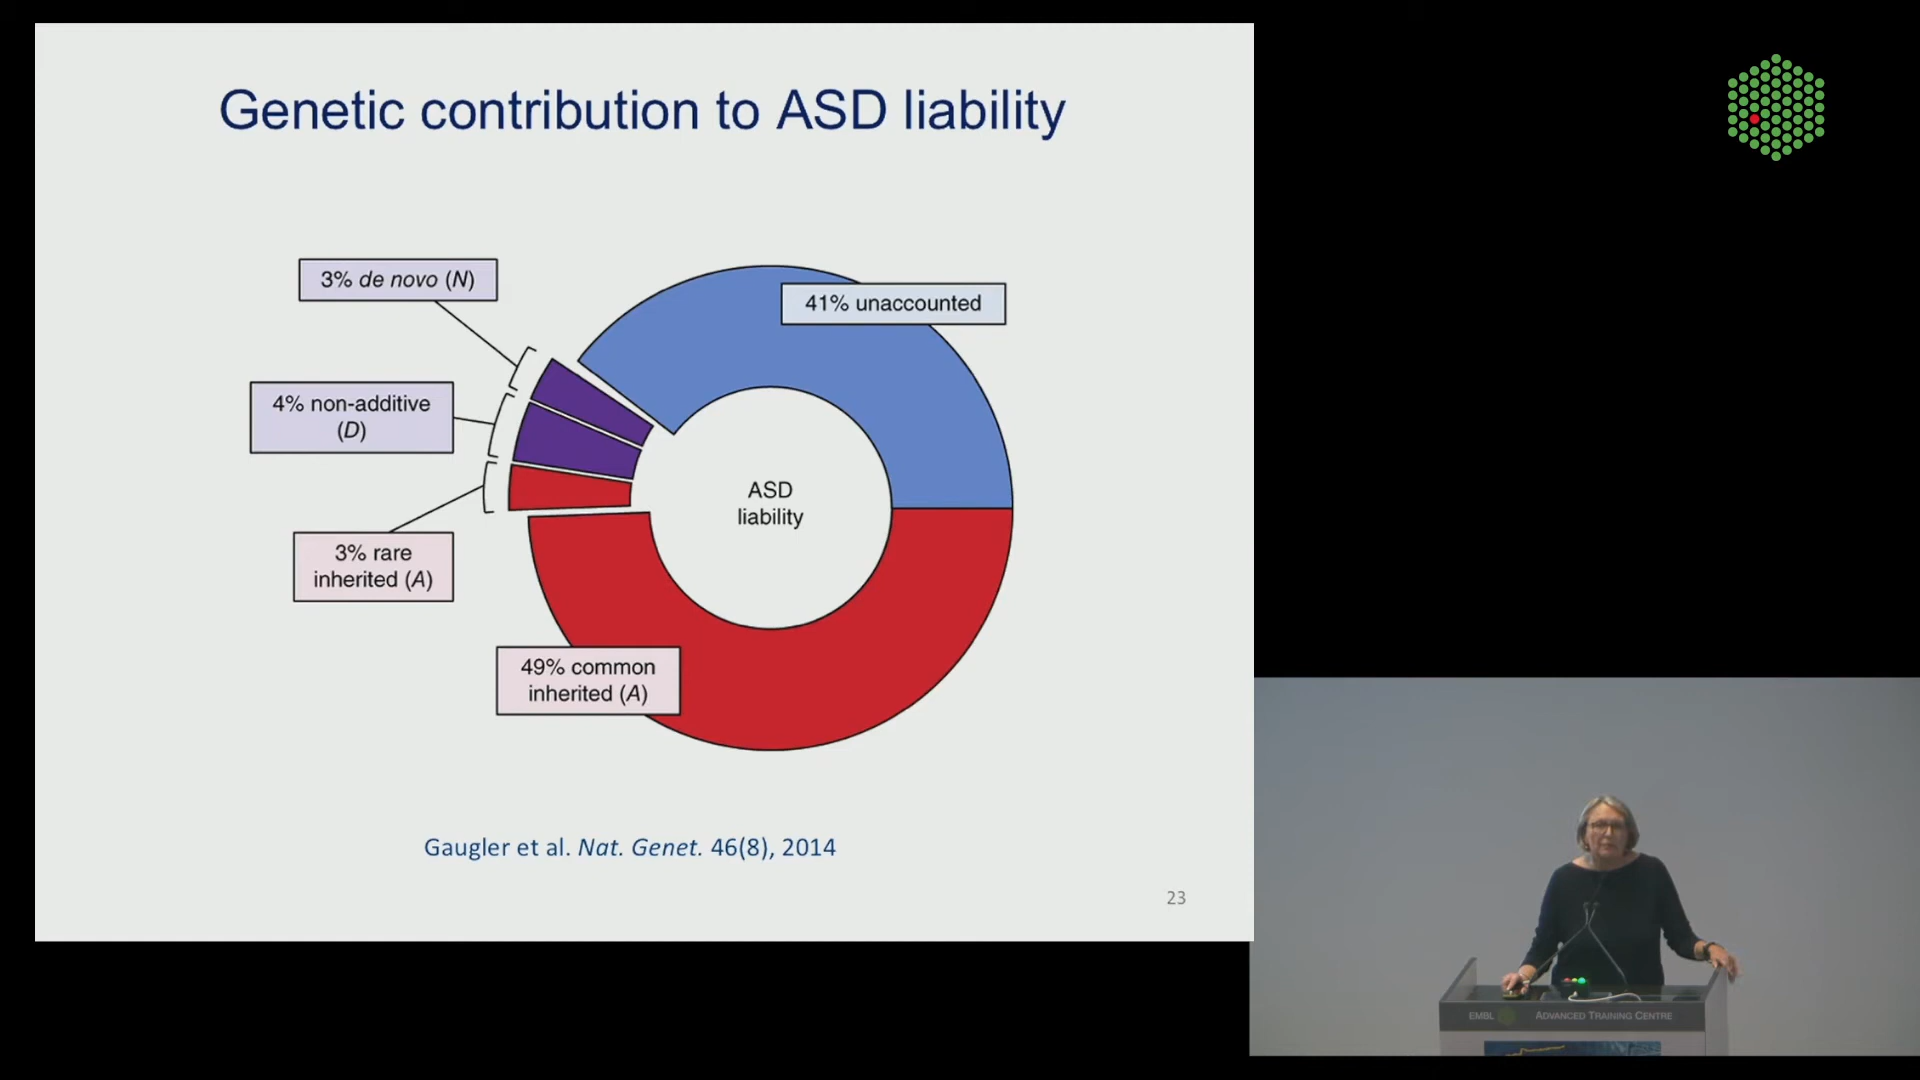 Genetic contribution to ASD liability
3% de novo (N)
41% unaccounted
4% non-additive
(D)
ASD
liability
3% rare
inherited (A)
49% common
inherited (A)
Gaugler et al. Nat. Genet. 46(8), 2014
23
EMBL ADVANCED TRAINING CENTRE